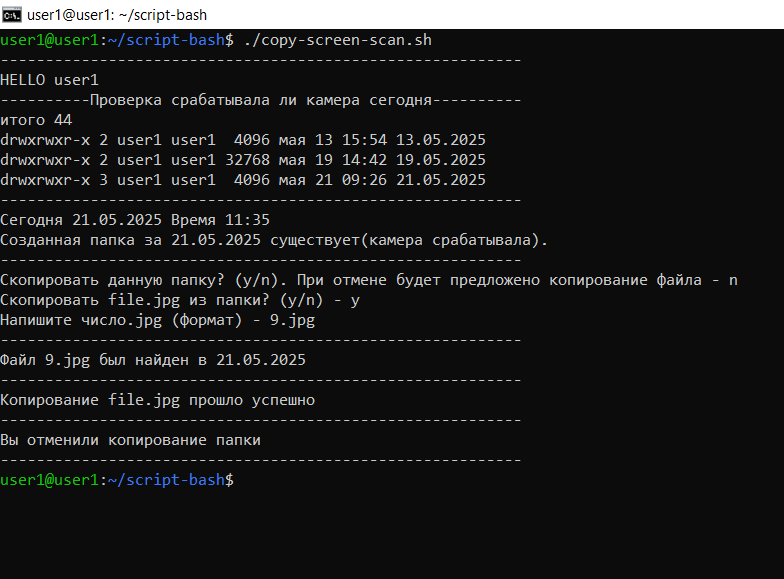 user1@user1: ~/script-bash
user1@user1:~/script-bash$ ./copy-screen-scan.sh
----------------------------------------------------------
HELLO user1
----------Проверка срабатывала ли камера сегодня----------
итого 44
drwxrwxr-x 2 user1 user1  4096 мая 13 15:54 13.05.2025
drwxrwxr-x 2 user1 user1 32768 мая 19 14:42 19.05.2025
drwxrwxr-x 3 user1 user1  4096 мая 21 09:26 21.05.2025
----------------------------------------------------------
Сегодня 21.05.2025 Время 11:35
Созданная папка за 21.05.2025 существует(камера срабатывала).
----------------------------------------------------------
Скопировать данную папку? (y/n). При отмене будет предложено копирование файла - n
Скопировать file.jpg из папки? (y/n) - y
Напишите число.jpg (формат) - 9.jpg
----------------------------------------------------------
Файл 9.jpg был найден в 21.05.2025
----------------------------------------------------------
Копирование file.jpg прошло успешно
----------------------------------------------------------
Вы отменили копирование папки
----------------------------------------------------------
user1@user1:~/script-bash$